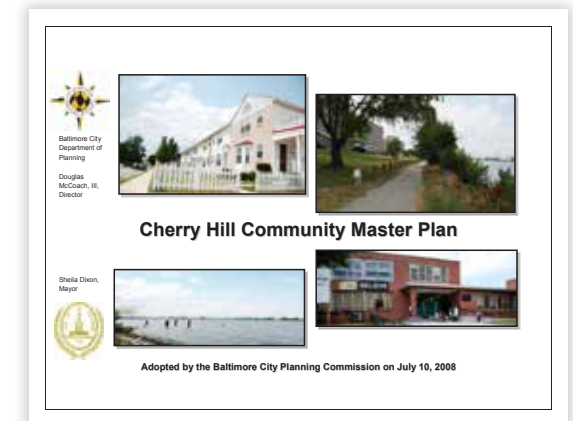 Baltimore City
Department of
Planning
Douglas
McCoach, III,
Director
Cherry Hill Community Master Plan
Sheila Dixon,
Mayor
BELIEVE
Adopted by the Baltimore City Planning Commission on July 10, 2008